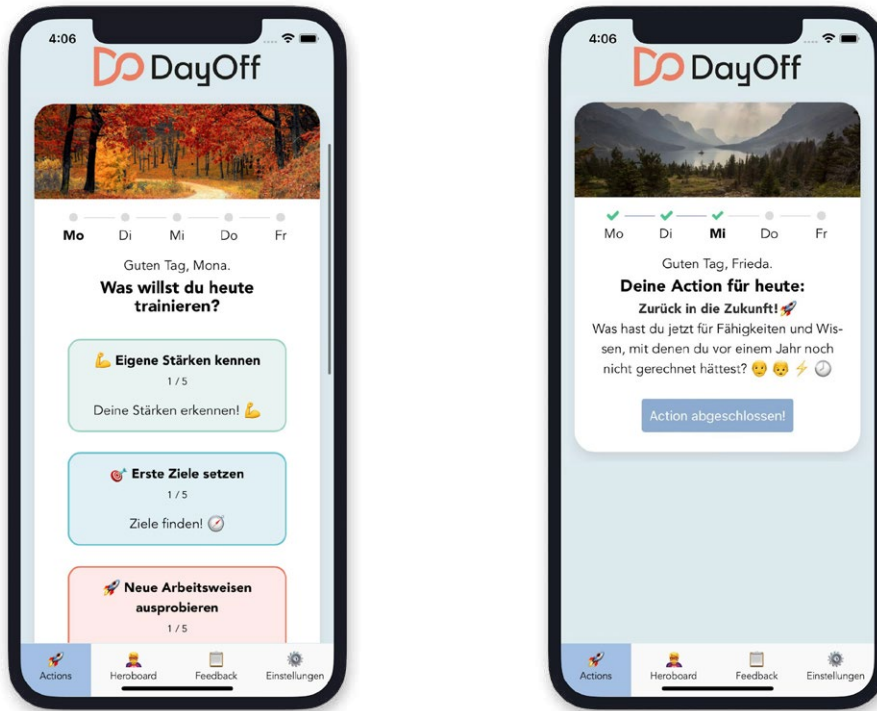 4:06
DayOff
Mo Di Mi Do Fr
Guten Tag, Mona.
Was willst du heute
trainieren?
💪 Eigene Stärken kennen
1 / 5
Deine Stärken erkennen! 💪
🎯 Erste Ziele setzen
1 / 5
Ziele finden! 🧭
🚀 Neue Arbeitsweisen
ausprobieren
1 / 5
Actions Heroboard Feedback Einstellungen
4:06
DayOff
Mo Di Mi Do Fr
Guten Tag, Frieda.
Deine Action für heute:
Zurück in die Zukunft! 🚀
Was hast du jetzt für Fähigkeiten und Wis-
sen, mit denen du vor einem Jahr noch
nicht gerechnet hättest? 👨 👴 ⚡ 🕗
Action abgeschlossen!
Actions Heroboard Feedback Einstellungen